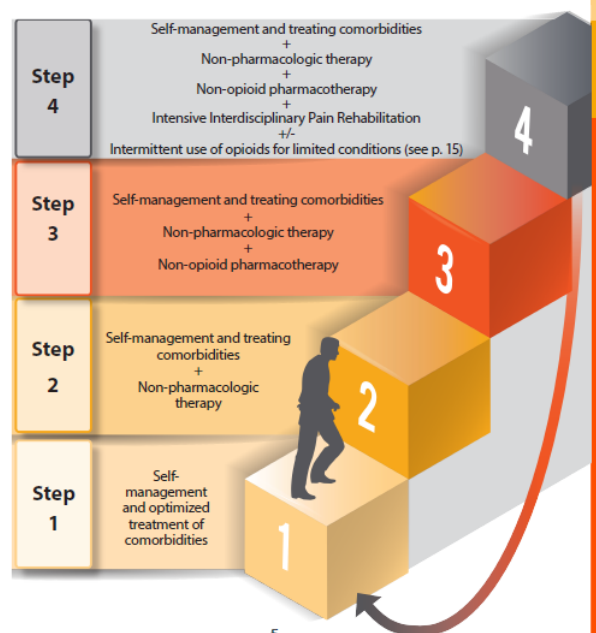 Step
4
Self-management and treating comorbidities
+
Non-pharmacologic therapy
+
Non-opioid pharmacotherapy
+
Intensive Interdisciplinary Pain Rehabilitation
+/-
Intermittent use of opioids for limited conditions (see p. 15)
4
Step
3
Self-management and treating comorbidities
+
Non-pharmacologic therapy
+
Non-opioid pharmacotherapy
3
Step
2
Self-management and treating
comorbidities
+
Non-pharmacologic
therapy
2
Step
1
Self-
management
and optimized
treatment of
comorbidities
1